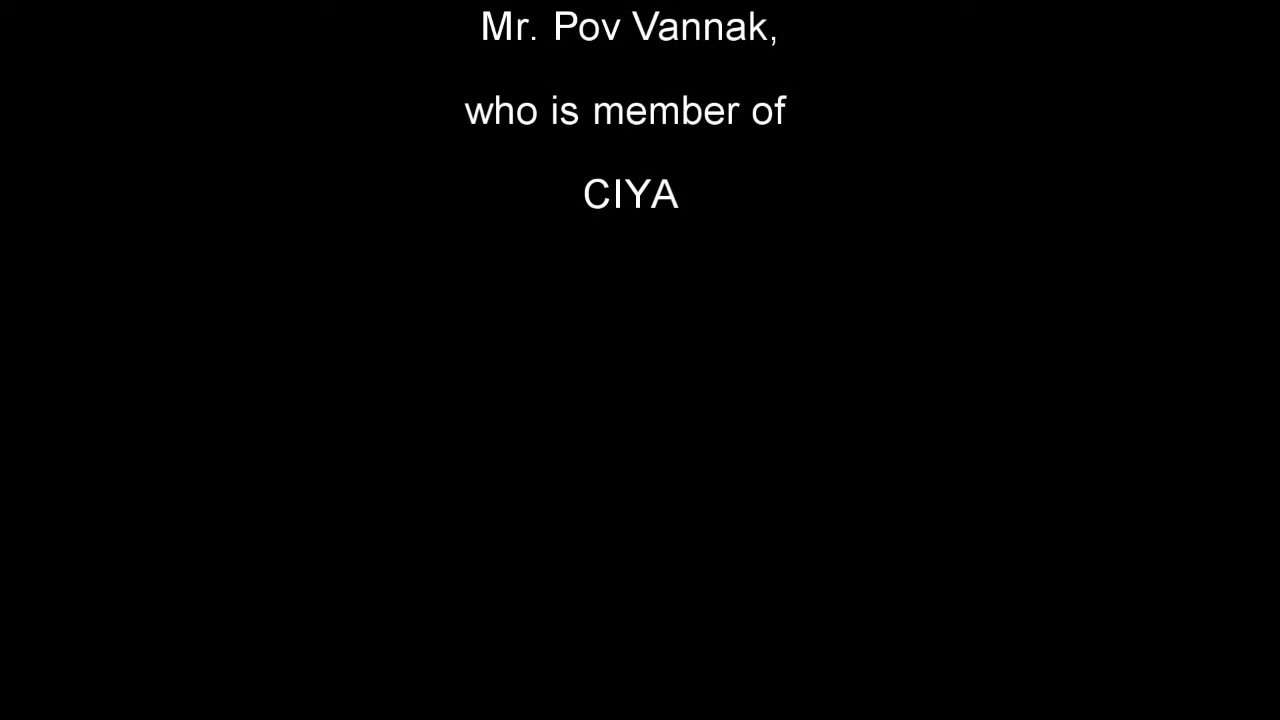 Mr. Pov Vannak,
who is member of
CIYA